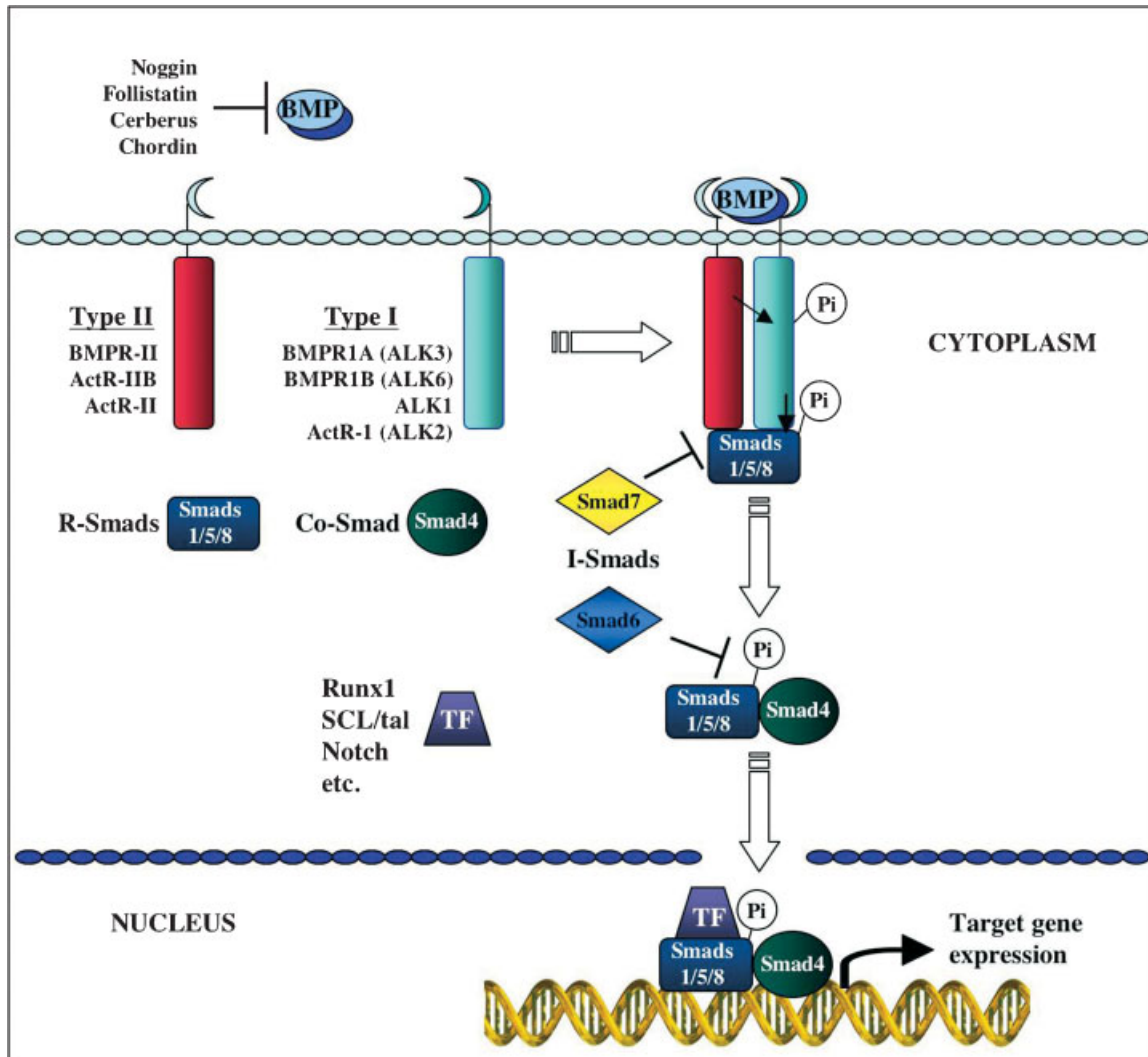 Noggin
Follistatin
Cerberus
Chordin
BMP
BMP
Type II
BMPR-II
ActR-IIB
ActR-II
Type I
BMPR1A (ALK3)
BMPR1B (ALK6)
ALK1
ActR-1 (ALK2)
Pi
CYTOPLASM
Pi
Smads
1/5/8
R-Smads
Smads
1/5/8
Co-Smad
Smad4
Smad7
I-Smads
Smad6
Pi
Smads
1/5/8
Smad4
Runx1
SCL/tal
Notch
etc.
TF
NUCLEUS
TF
Pi
Smads
1/5/8
Smad4
Target gene
expression